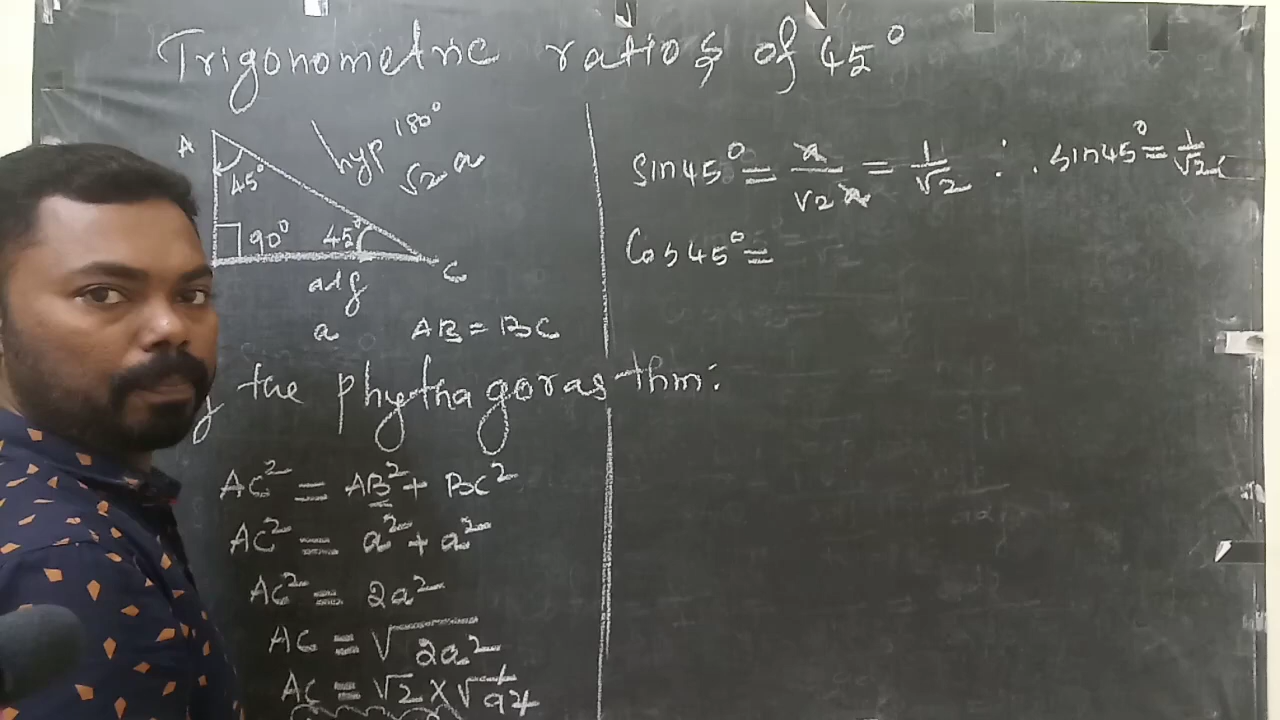 Trigonometric ratios of 45°
A
45°
hyp 180°
√2 a
90°
45°
adj
C
a
AB = BC
the phythagoras thm:
AC² = AB² + BC²
AC² = a² + a²
AC² = 2a²
AC = √2a²
AC = √2 × √a²
sin45° = a/√2a = 1/√2 ∴ sin45° = 1/√2
Cos45° =